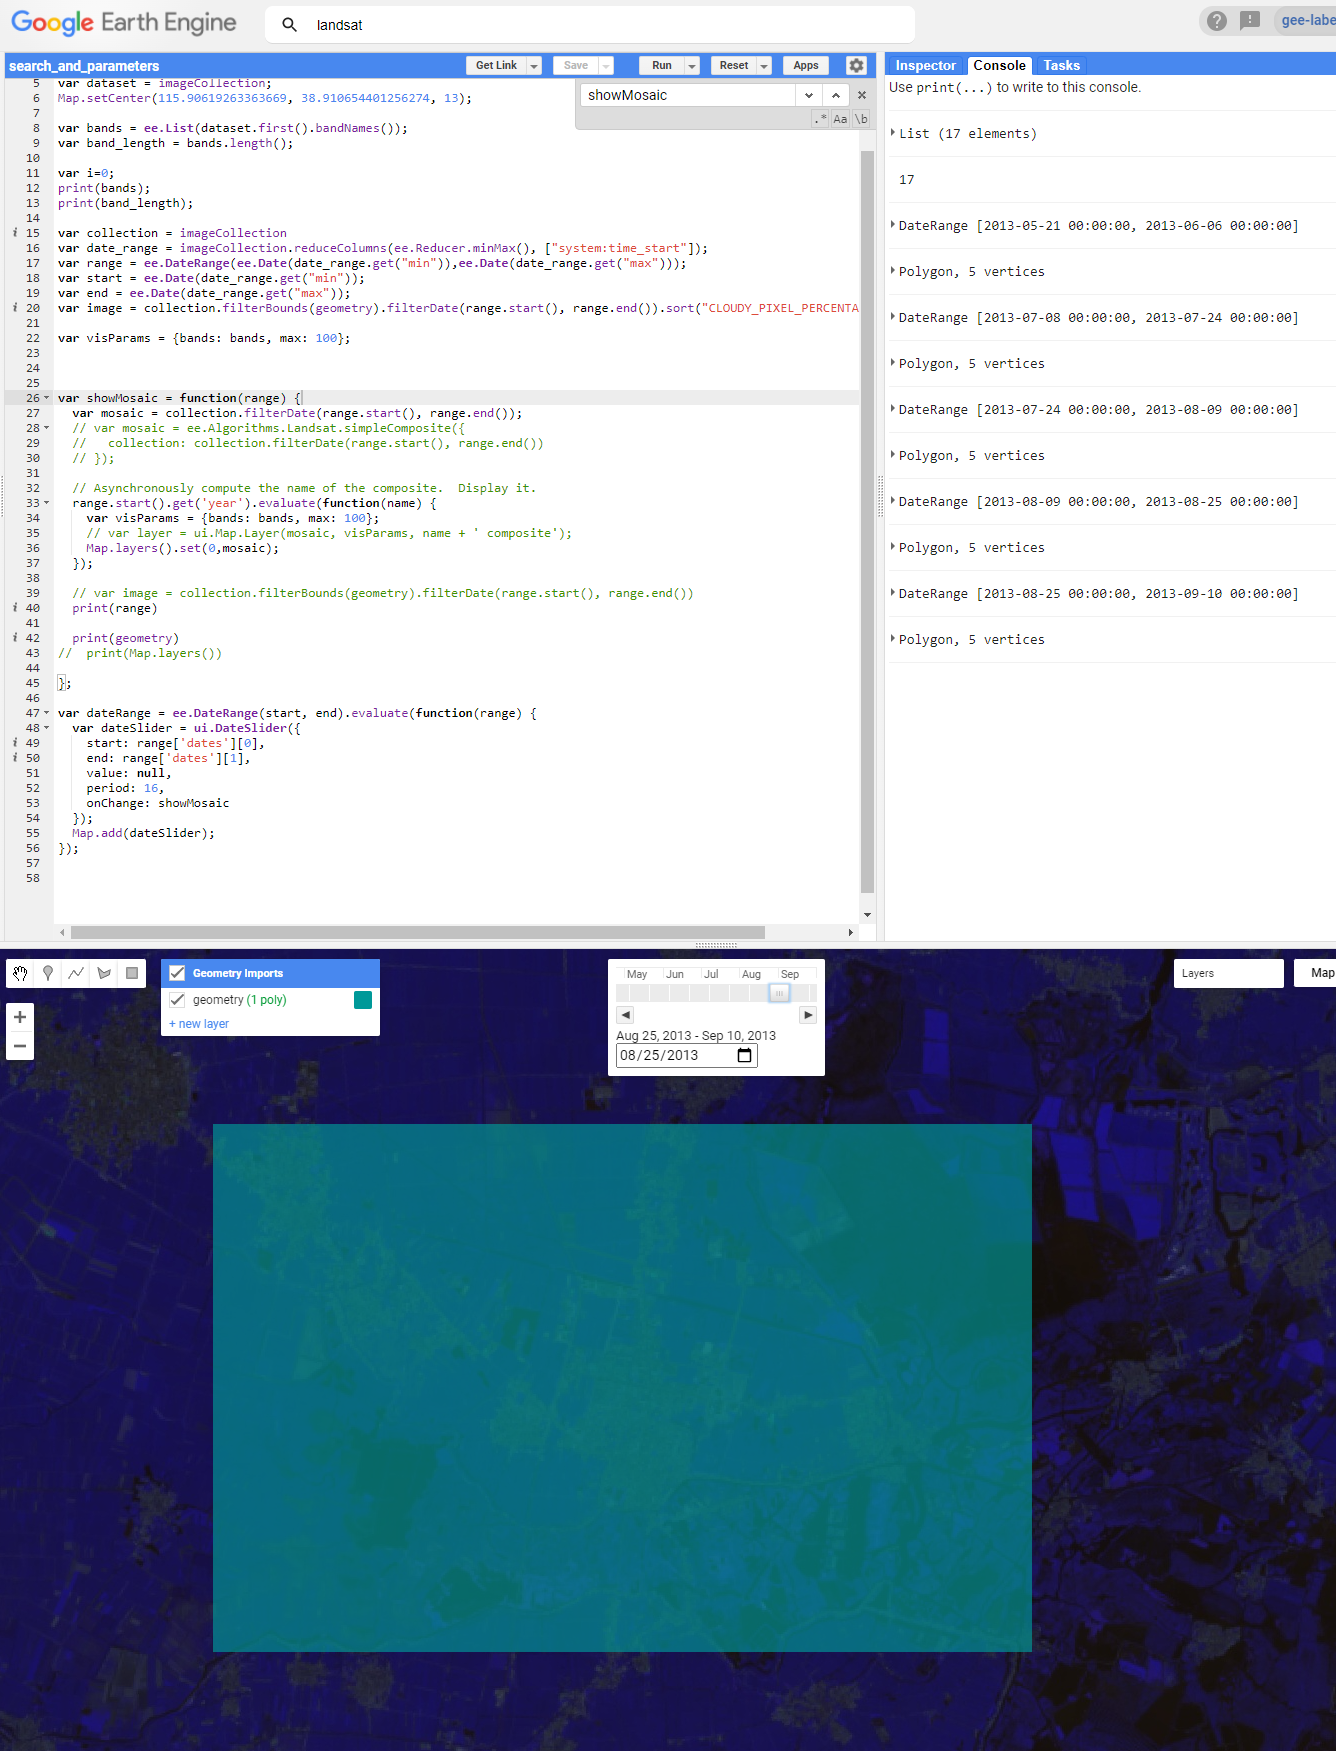 Google Earth Engine
landsat
gee-labe
search_and_parameters
Get Link
Save
Run
Reset
Apps
Inspector
Console
Tasks
showMosaic
.*
Aa
\b
5 var dataset = imageCollection;
6 Map.setCenter(115.90619263363669, 38.910654401256274, 13);
7
8 var bands = ee.List(dataset.first().bandNames());
9 var band_length = bands.length();
10
11 var i=0;
12 print(bands);
13 print(band_length);
14
i 15 var collection = imageCollection
16 var date_range = imageCollection.reduceColumns(ee.Reducer.minMax(), ["system:time_start"]);
17 var range = ee.DateRange(ee.Date(date_range.get("min")),ee.Date(date_range.get("max")));
18 var start = ee.Date(date_range.get("min"));
19 var end = ee.Date(date_range.get("max"));
i 20 var image = collection.filterBounds(geometry).filterDate(range.start(), range.end()).sort("CLOUDY_PIXEL_PERCENTA
21
22 var visParams = {bands: bands, max: 100};
23
24
25
26 var showMosaic = function(range) {
27 var mosaic = collection.filterDate(range.start(), range.end());
28 // var mosaic = ee.Algorithms.Landsat.simpleComposite({
29 // collection: collection.filterDate(range.start(), range.end())
30 // });
31
32 // Asynchronously compute the name of the composite. Display it.
33 range.start().get('year').evaluate(function(name) {
34 var visParams = {bands: bands, max: 100};
35 // var layer = ui.Map.Layer(mosaic, visParams, name + ' composite');
36 Map.layers().set(0,mosaic);
37 });
38
39 // var image = collection.filterBounds(geometry).filterDate(range.start(), range.end())
i 40 print(range)
41
i 42 print(geometry)
43 // print(Map.layers())
44
45 };
46
47 var dateRange = ee.DateRange(start, end).evaluate(function(range) {
48 var dateSlider = ui.DateSlider({
i 49 start: range['dates'][0],
i 50 end: range['dates'][1],
51 value: null,
52 period: 16,
53 onChange: showMosaic
54 });
55 Map.add(dateSlider);
56 });
57
58
Use print(...) to write to this console.
List (17 elements)
17
DateRange [2013-05-21 00:00:00, 2013-06-06 00:00:00]
Polygon, 5 vertices
DateRange [2013-07-08 00:00:00, 2013-07-24 00:00:00]
Polygon, 5 vertices
DateRange [2013-07-24 00:00:00, 2013-08-09 00:00:00]
Polygon, 5 vertices
DateRange [2013-08-09 00:00:00, 2013-08-25 00:00:00]
Polygon, 5 vertices
DateRange [2013-08-25 00:00:00, 2013-09-10 00:00:00]
Polygon, 5 vertices
Geometry Imports
geometry (1 poly)
+ new layer
May Jun Jul Aug Sep
Aug 25, 2013 - Sep 10, 2013
08/25/2013
Layers
Map